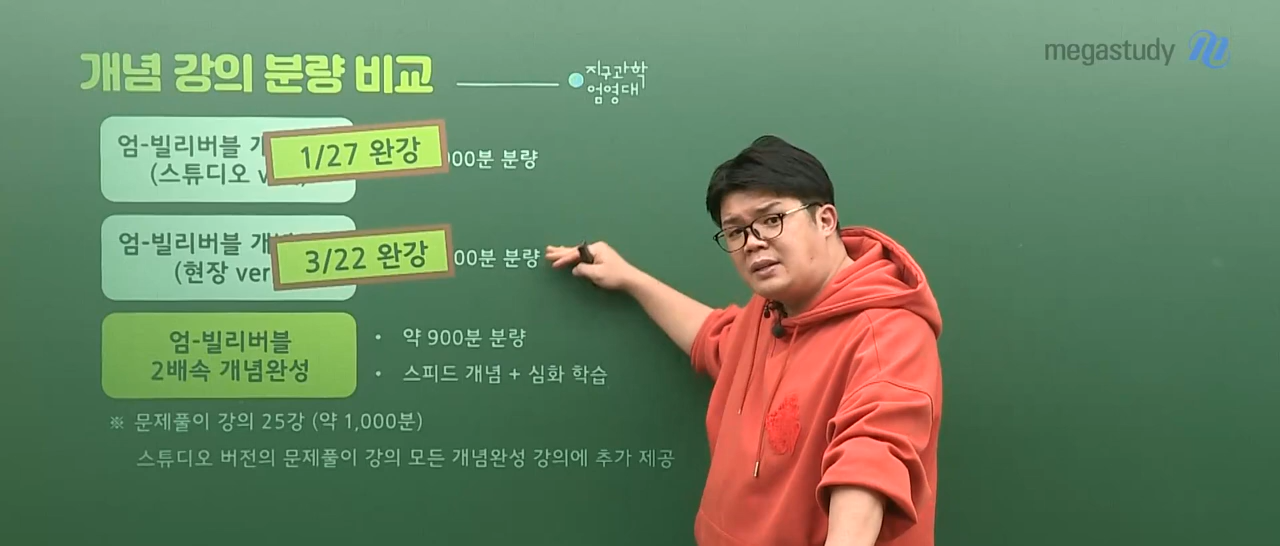 megastudy
개념 강의 분량 비교
지구과학
엄영대
엄-빌리버블
(스튜디오
1/27 완강
00분 분량
엄-빌리버블
(현장 ver
3/22 완강
00분 분량
엄-빌리버블
2배속 개념완성
• 약 900분 분량
• 스피드 개념 + 심화 학습
※ 문제풀이 강의 25강 (약 1,000분)
스튜디오 버전의 문제풀이 강의 모든 개념완성 강의에 추가 제공